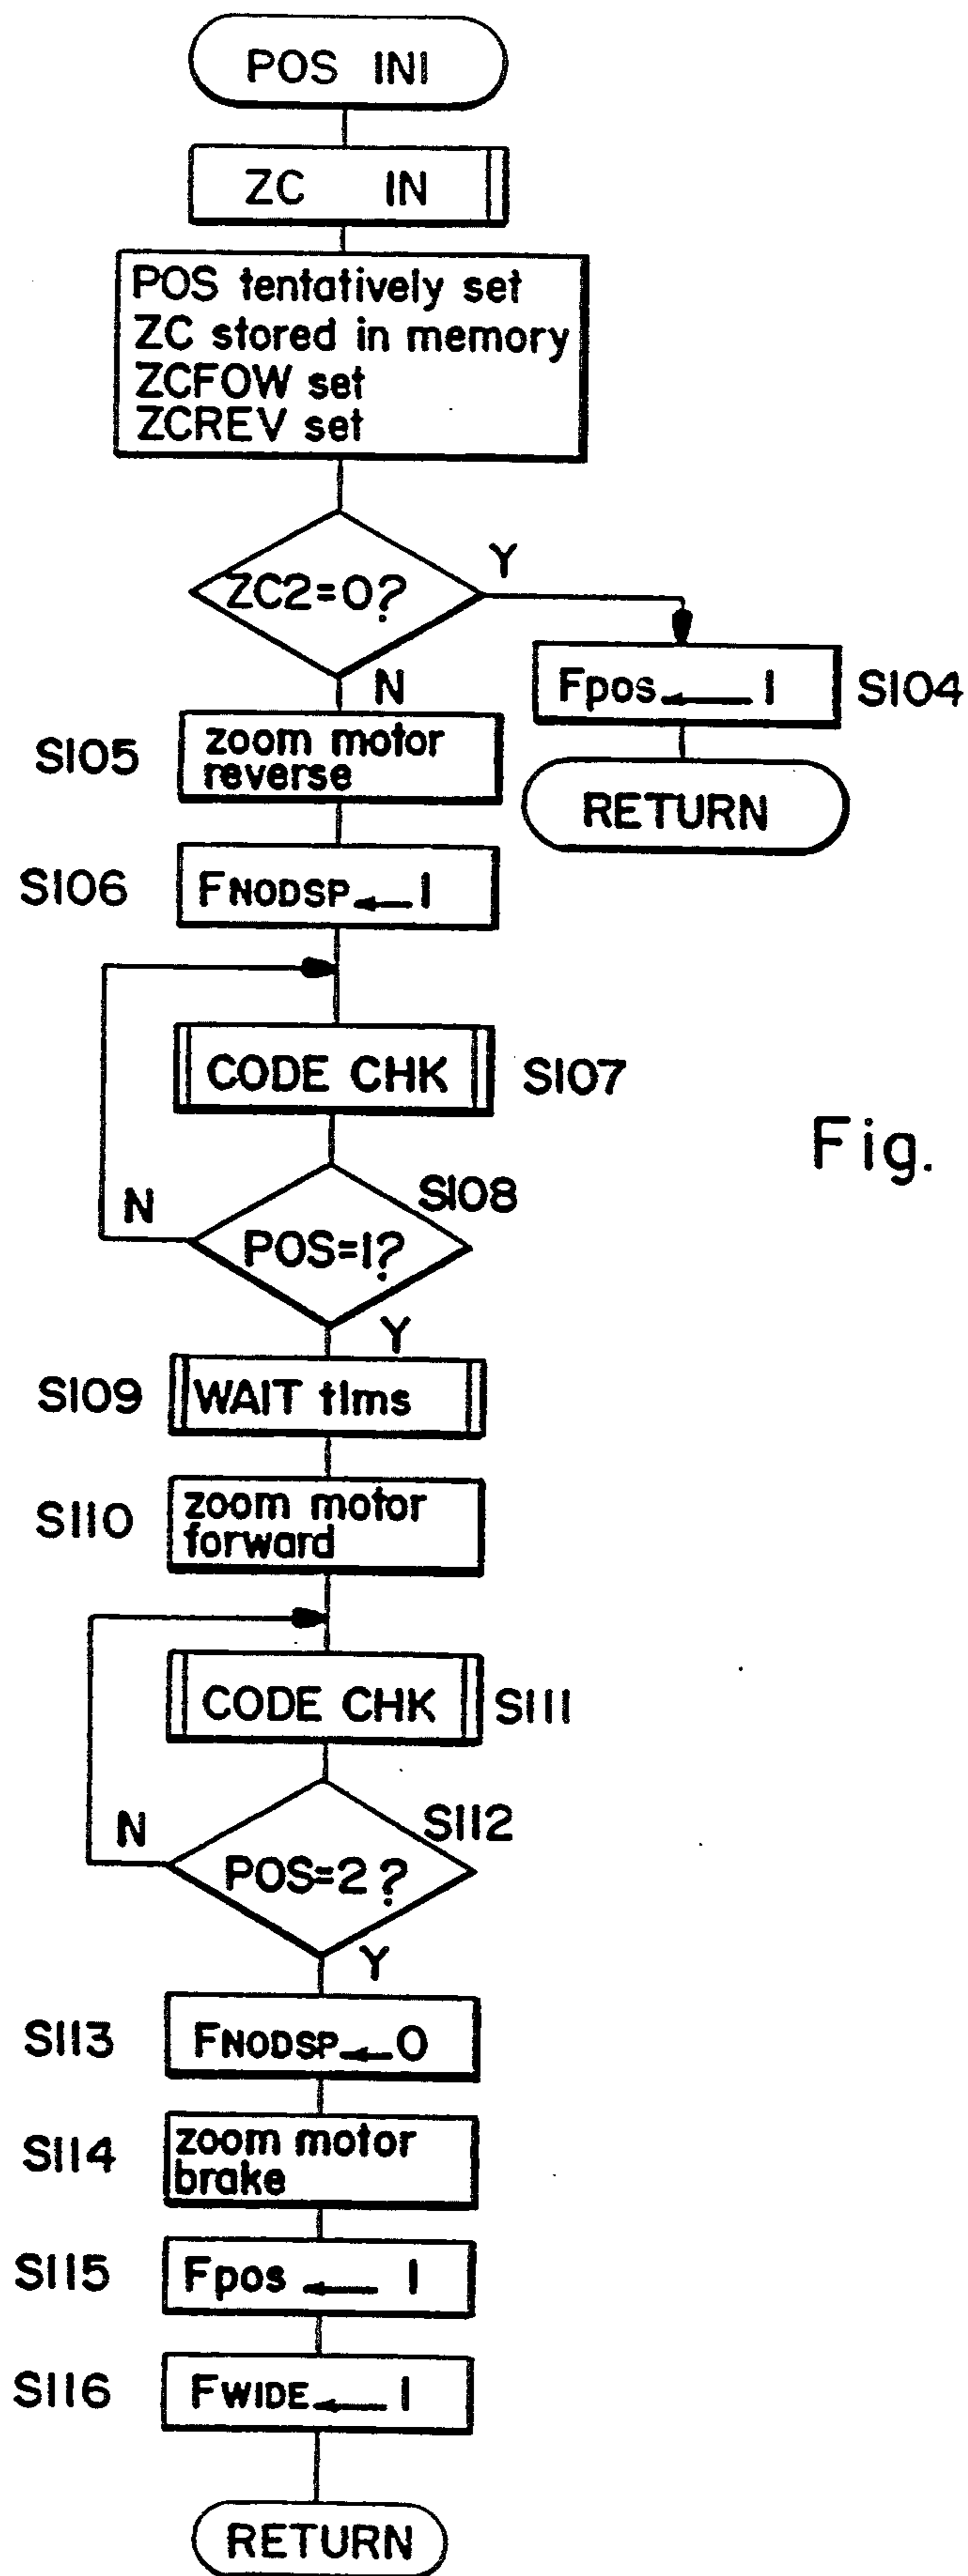 POS INI
ZC IN
POS tentatively set
ZC stored in memory
ZCFOW set
ZCREV set
ZC2=0?
Y
N
Fpos ← 1
S104
RETURN
S105
zoom motor
reverse
S106
FNODSP ← 1
CODE CHK
S107
Fig.
S108
N
POS=1?
Y
S109
WAIT t1ms
S110
zoom motor
forward
CODE CHK
S111
S112
N
POS=2?
Y
S113
FNODSP ← 0
S114
zoom motor
brake
S115
Fpos ← 1
S116
FWIDE ← 1
RETURN